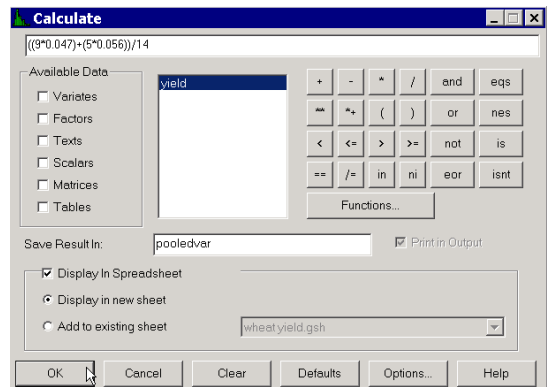 Calculate
((9*0.047)+(5*0.056))/14
Available Data
Variates
Factors
Texts
Scalars
Matrices
Tables
yield
+ - * / and eqs
** *+ ( ) or nes
< <= > >= not is
== /= in ni eor isnt
Functions...
Save Result In: pooledvar Print in Output
Display In Spreadsheet
Display in new sheet
Add to existing sheet wheat yield.gsh
OK Cancel Clear Defaults Options... Help